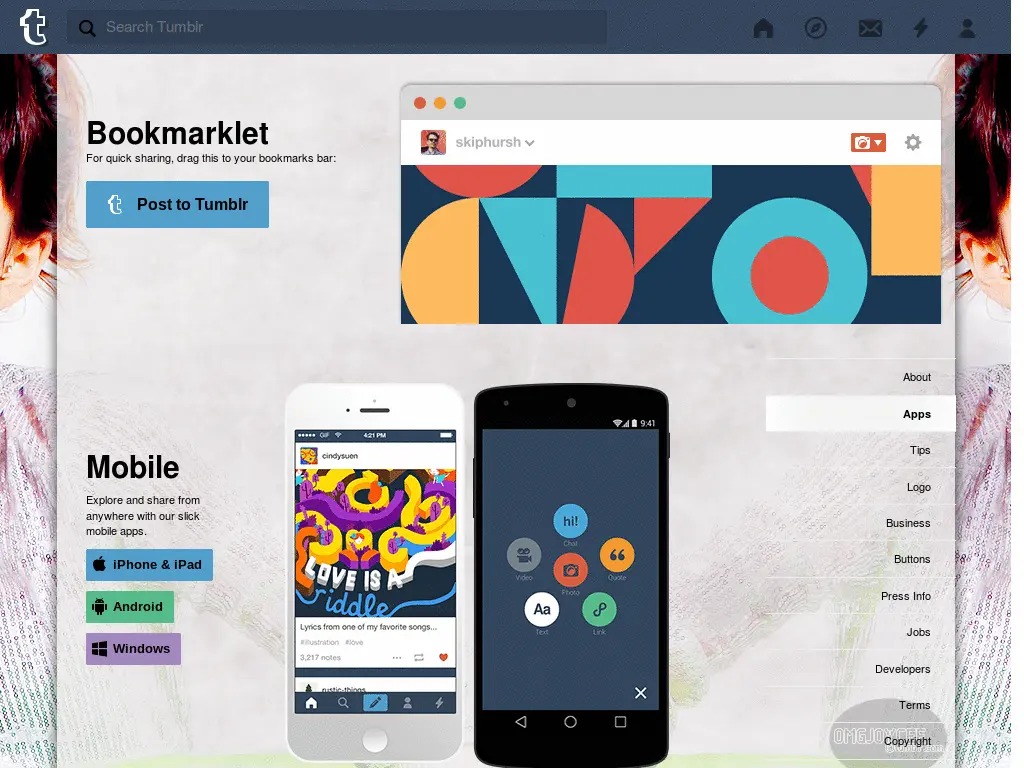 Search Tumblr
Bookmarklet
For quick sharing, drag this to your bookmarks bar:
Post to Tumblr
skiphursh
Mobile
Explore and share from
anywhere with our slick
mobile apps.
iPhone & iPad
Android
Windows
GIF
4:21 PM
cindysuen
LOVE IS A
riddle
Lyrics from one of my favorite songs...
#illustration #love
3,217 notes
rustic-things
9:41
hi!
Chat
Video
Photo
Quote
Aa
Text
Link
About
Apps
Tips
Logo
Business
Buttons
Press Info
Jobs
Developers
Terms
Copyright